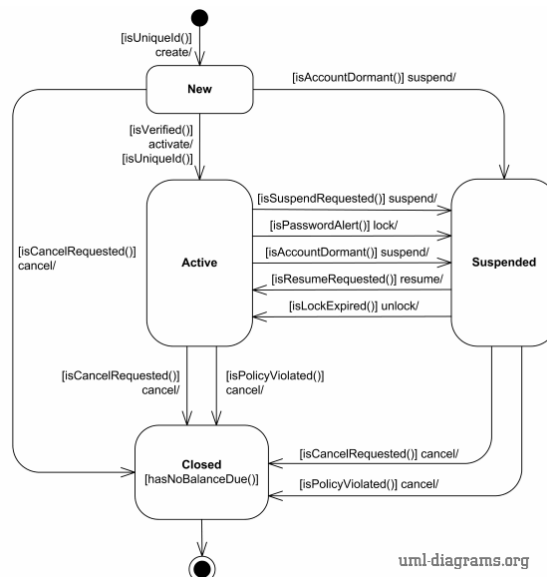 [isUniqueId()]
create/
New
[isAccountDormant()] suspend/
[isVerified()]
activate/
[isUniqueId()]
[isSuspendRequested()] suspend/
[isPasswordAlert()] lock/
[isCancelRequested()]
cancel/
Active
[isAccountDormant()] suspend/
Suspended
[isResumeRequested()] resume/
[isLockExpired()] unlock/
[isCancelRequested()]
cancel/
[isPolicyViolated()]
cancel/
Closed
[hasNoBalanceDue()]
[isCancelRequested()] cancel/
[isPolicyViolated()] cancel/
uml-diagrams.org